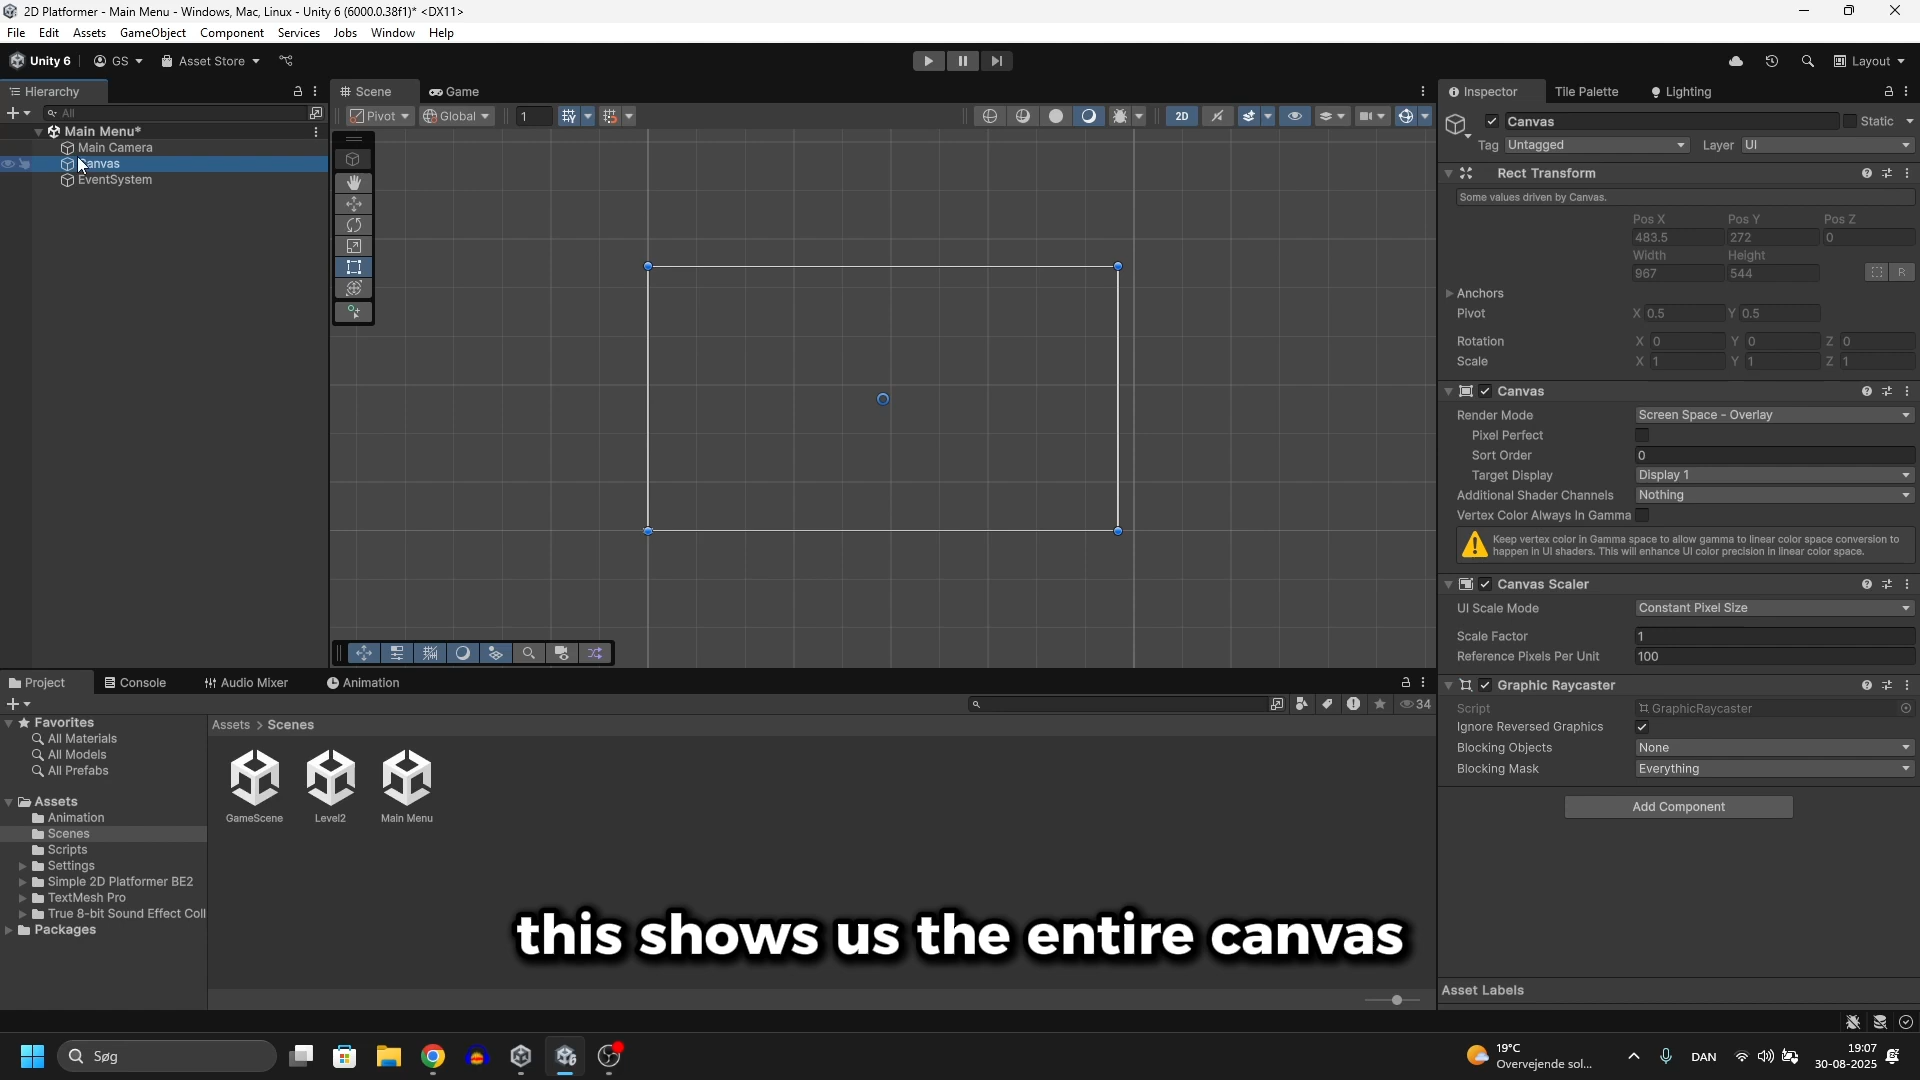 2D Platformer - Main Menu - Windows, Mac, Linux - Unity 6 (6000.0.38f1)* <DX11>
File Edit Assets GameObject Component Services Jobs Window Help
Unity 6 GS Asset Store Layout
Hierarchy
All
Main Menu*
Main Camera
Canvas
EventSystem
Scene Game
Pivot Global 1 2D
Inspector Tile Palette Lighting
Canvas Static
Tag Untagged Layer UI
Rect Transform
Some values driven by Canvas.
Pos X Pos Y Pos Z
483.5 272 0
Width Height
967 544 R
Anchors
Pivot X 0.5 Y 0.5
Rotation X 0 Y 0 Z 0
Scale X 1 Y 1 Z 1
Canvas
Render Mode Screen Space - Overlay
Pixel Perfect
Sort Order 0
Target Display Display 1
Additional Shader Channels Nothing
Vertex Color Always In Gamma
Keep vertex color in Gamma space to allow gamma to linear color space conversion to
happen in UI shaders. This will enhance UI color precision in linear color space.
Canvas Scaler
UI Scale Mode Constant Pixel Size
Scale Factor 1
Reference Pixels Per Unit 100
Graphic Raycaster
Script GraphicRaycaster
Ignore Reversed Graphics
Blocking Objects None
Blocking Mask Everything
Add Component
Asset Labels
Project Console Audio Mixer Animation
34
Favorites
All Materials
All Models
All Prefabs
Assets
Animation
Scenes
Scripts
Settings
Simple 2D Platformer BE2
TextMesh Pro
True 8-bit Sound Effect Coll
Packages
Assets > Scenes
GameScene Level2 Main Menu
this shows us the entire canvas
Søg
19°C
Overvejende sol...
DAN
19:07
30-08-2025